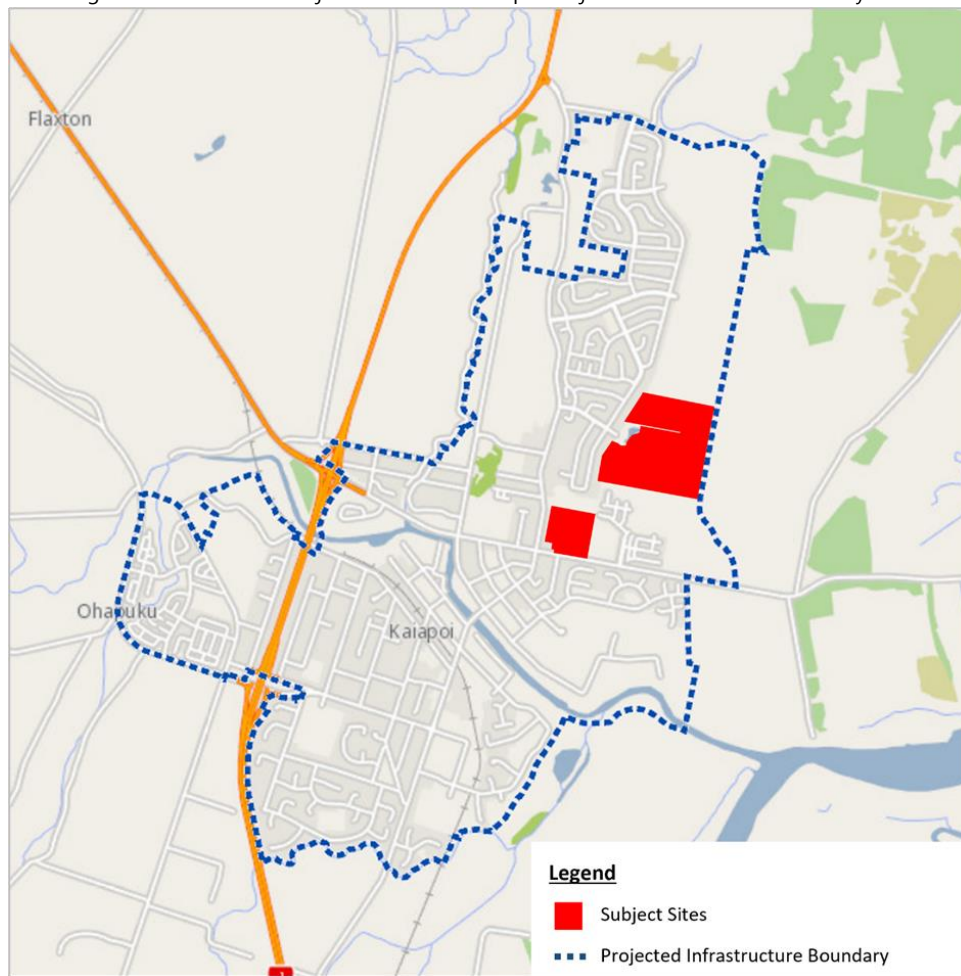 Flaxton
Ohapuku
Kaiapoi
Legend
Subject Sites
Projected Infrastructure Boundary
1